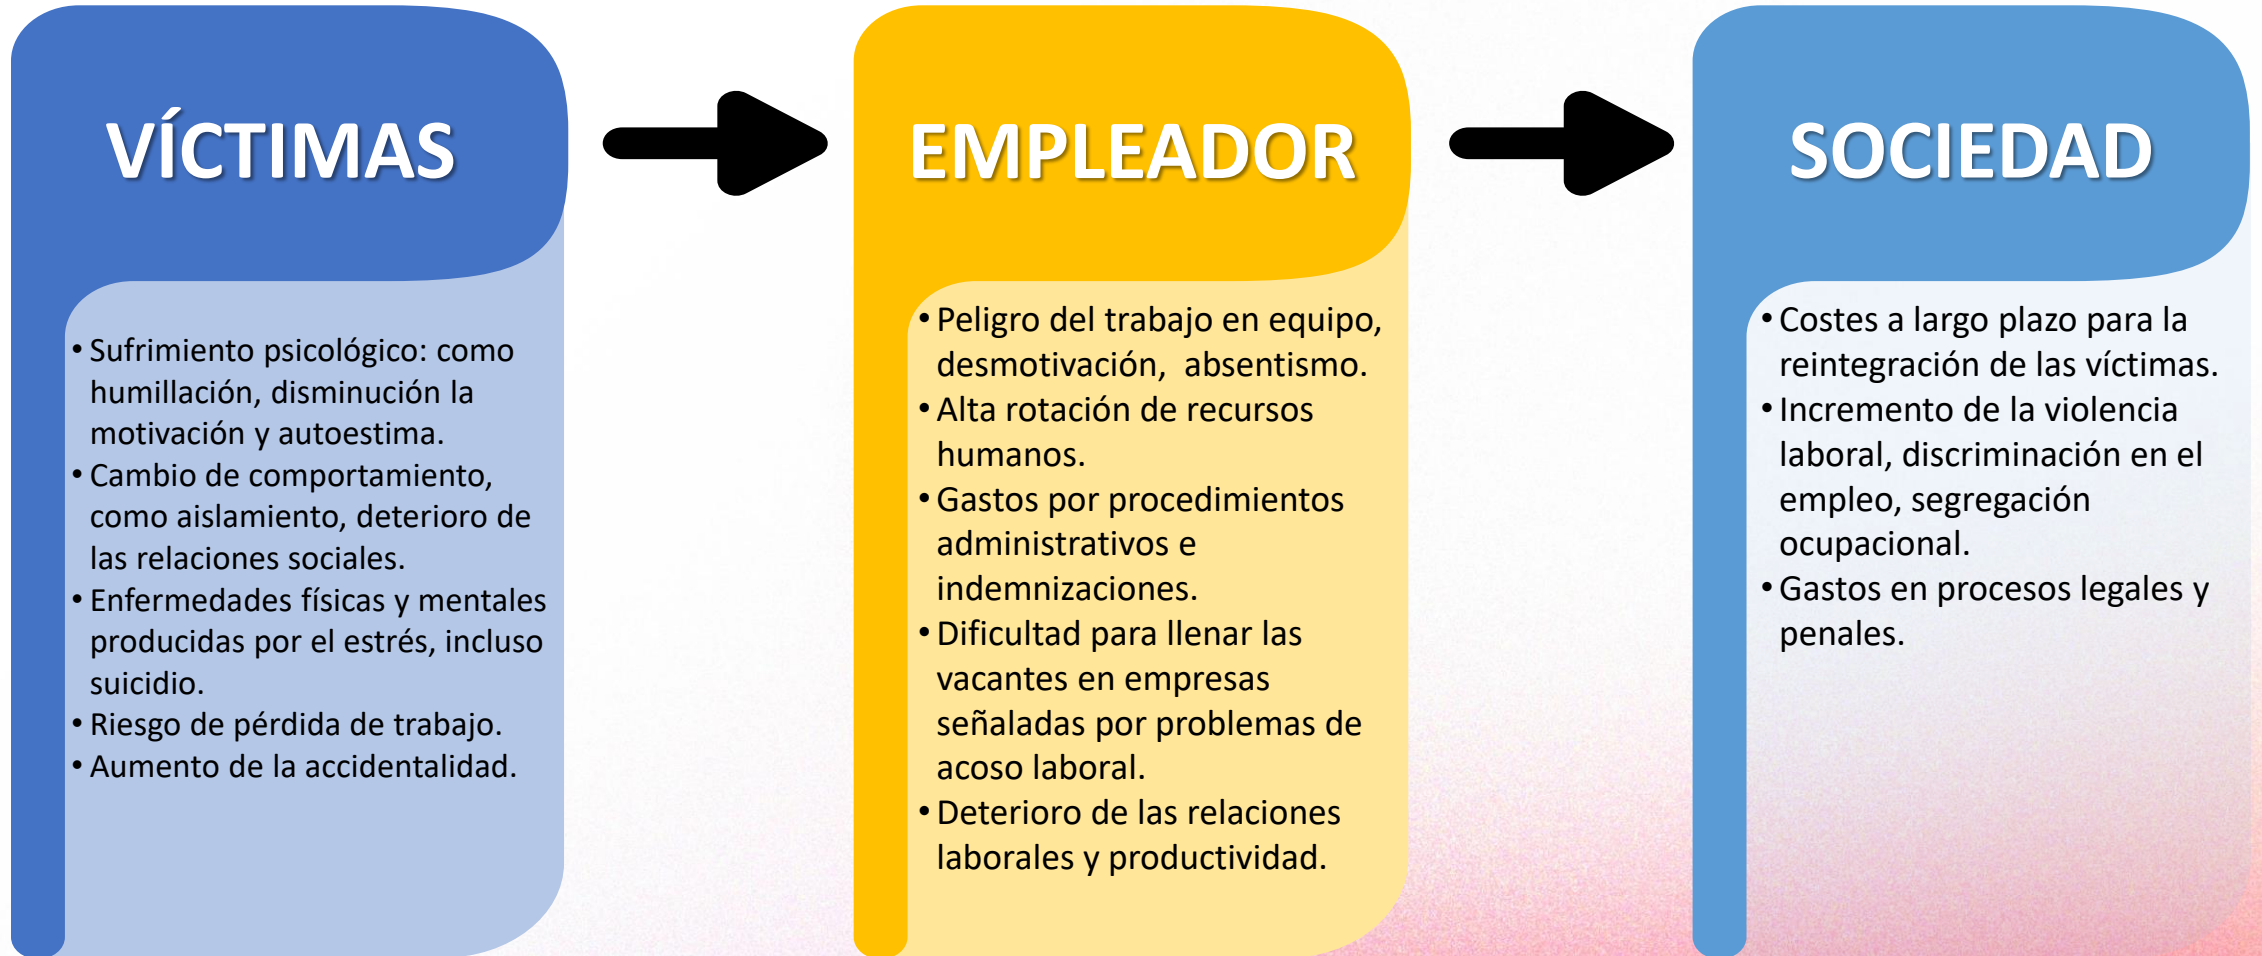 VÍCTIMAS
• Sufrimiento psicológico: como
humillación, disminución la
motivación y autoestima.
• Cambio de comportamiento,
como aislamiento, deterioro de
las relaciones sociales.
• Enfermedades físicas y mentales
producidas por el estrés, incluso
suicidio.
• Riesgo de pérdida de trabajo.
• Aumento de la accidentalidad.
EMPLEADOR
• Peligro del trabajo en equipo,
desmotivación, absentismo.
• Alta rotación de recursos
humanos.
• Gastos por procedimientos
administrativos e
indemnizaciones.
• Dificultad para llenar las
vacantes en empresas
señaladas por problemas de
acoso laboral.
• Deterioro de las relaciones
laborales y productividad.
SOCIEDAD
• Costes a largo plazo para la
reintegración de las víctimas.
• Incremento de la violencia
laboral, discriminación en el
empleo, segregación
ocupacional.
• Gastos en procesos legales y
penales.